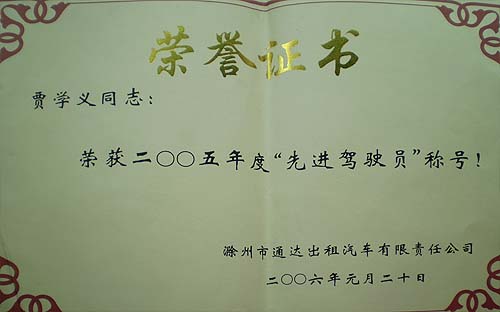 荣誉证书
贾学义同志：
荣获二〇〇五年度“先进驾驶员”称号！
滁州市通达出租汽车有限责任公司
二〇〇六年元月二十日